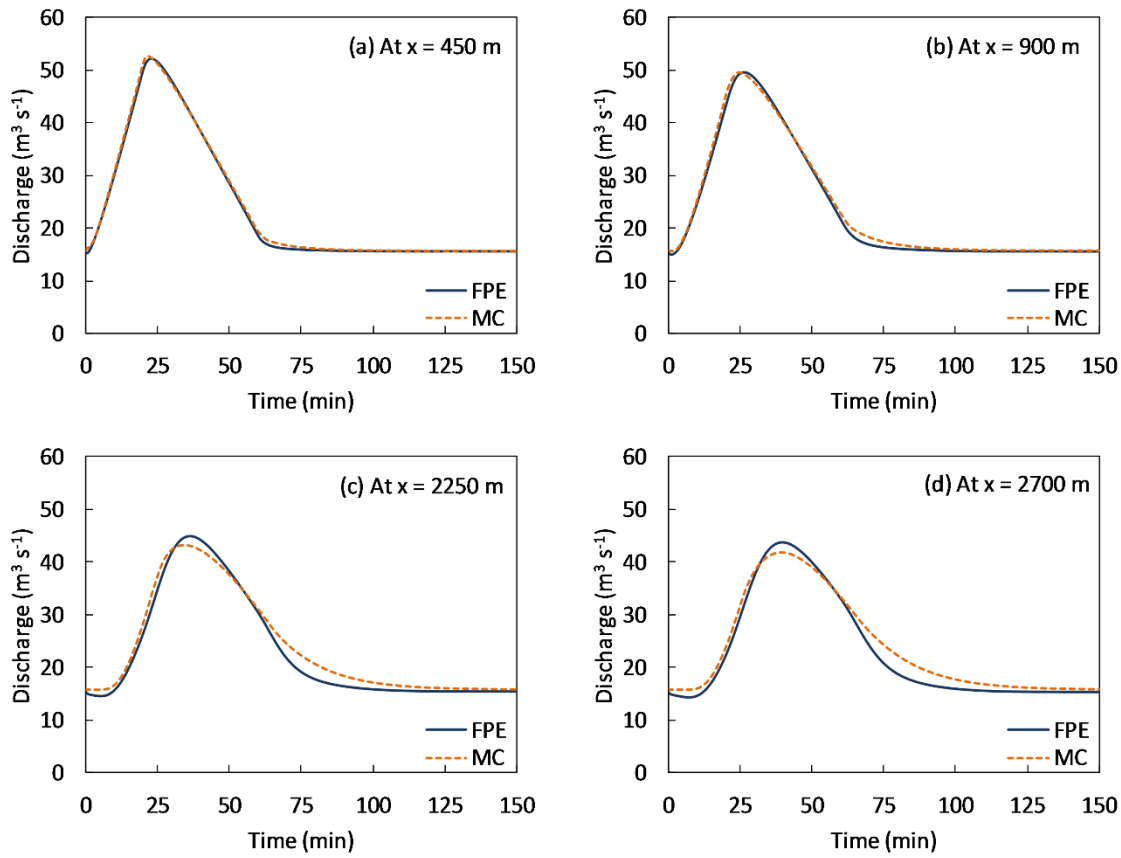 60
50
40
30
20
10
0
Discharge (m³ s⁻¹)
(a) At x = 450 m
FPE
MC
0 25 50 75 100 125 150
Time (min)
60
50
40
30
20
10
0
Discharge (m³ s⁻¹)
(b) At x = 900 m
FPE
MC
0 25 50 75 100 125 150
Time (min)
60
50
40
30
20
10
0
Discharge (m³ s⁻¹)
(c) At x = 2250 m
FPE
MC
0 25 50 75 100 125 150
Time (min)
60
50
40
30
20
10
0
Discharge (m³ s⁻¹)
(d) At x = 2700 m
FPE
MC
0 25 50 75 100 125 150
Time (min)